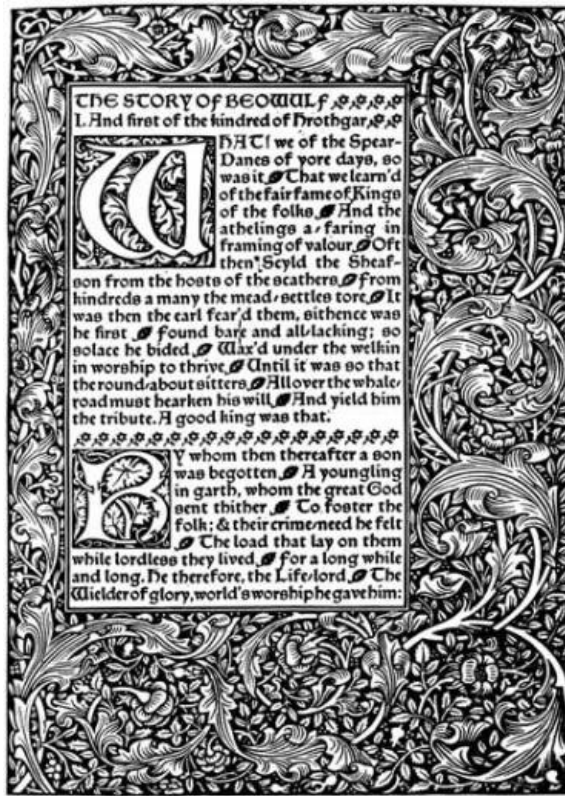 THE STORY OF BEOWULF
I. And first of the kindred of Hrothgar
WHAT! we of the Spear-
Danes of yore days, so
was it That we learn'd
of the fair fame of Kings
of the folks And the
athelings a-faring in
framing of valour Oft
then Scyld the Sheaf-
son from the hosts of the scathers From
kindreds a many the mead-settles tore It
was then the earl fear'd them, sithence was
he first Found bare and all-lacking; so
solace he bided Wax'd under the welkin
in worship to thrive Until it was so that
the round-about sitters All over the whale-
road must hearken his will And yield him
the tribute. A good king was that.
BY whom then thereafter a son
was begotten A youngling
in garth, whom the great God
sent thither To foster the
folk: & their crime-need he felt
The load that lay on them
while lordless they lived For a long while
and long. He therefore, the Life-lord The
Wielder of glory, world's worship he gave him: